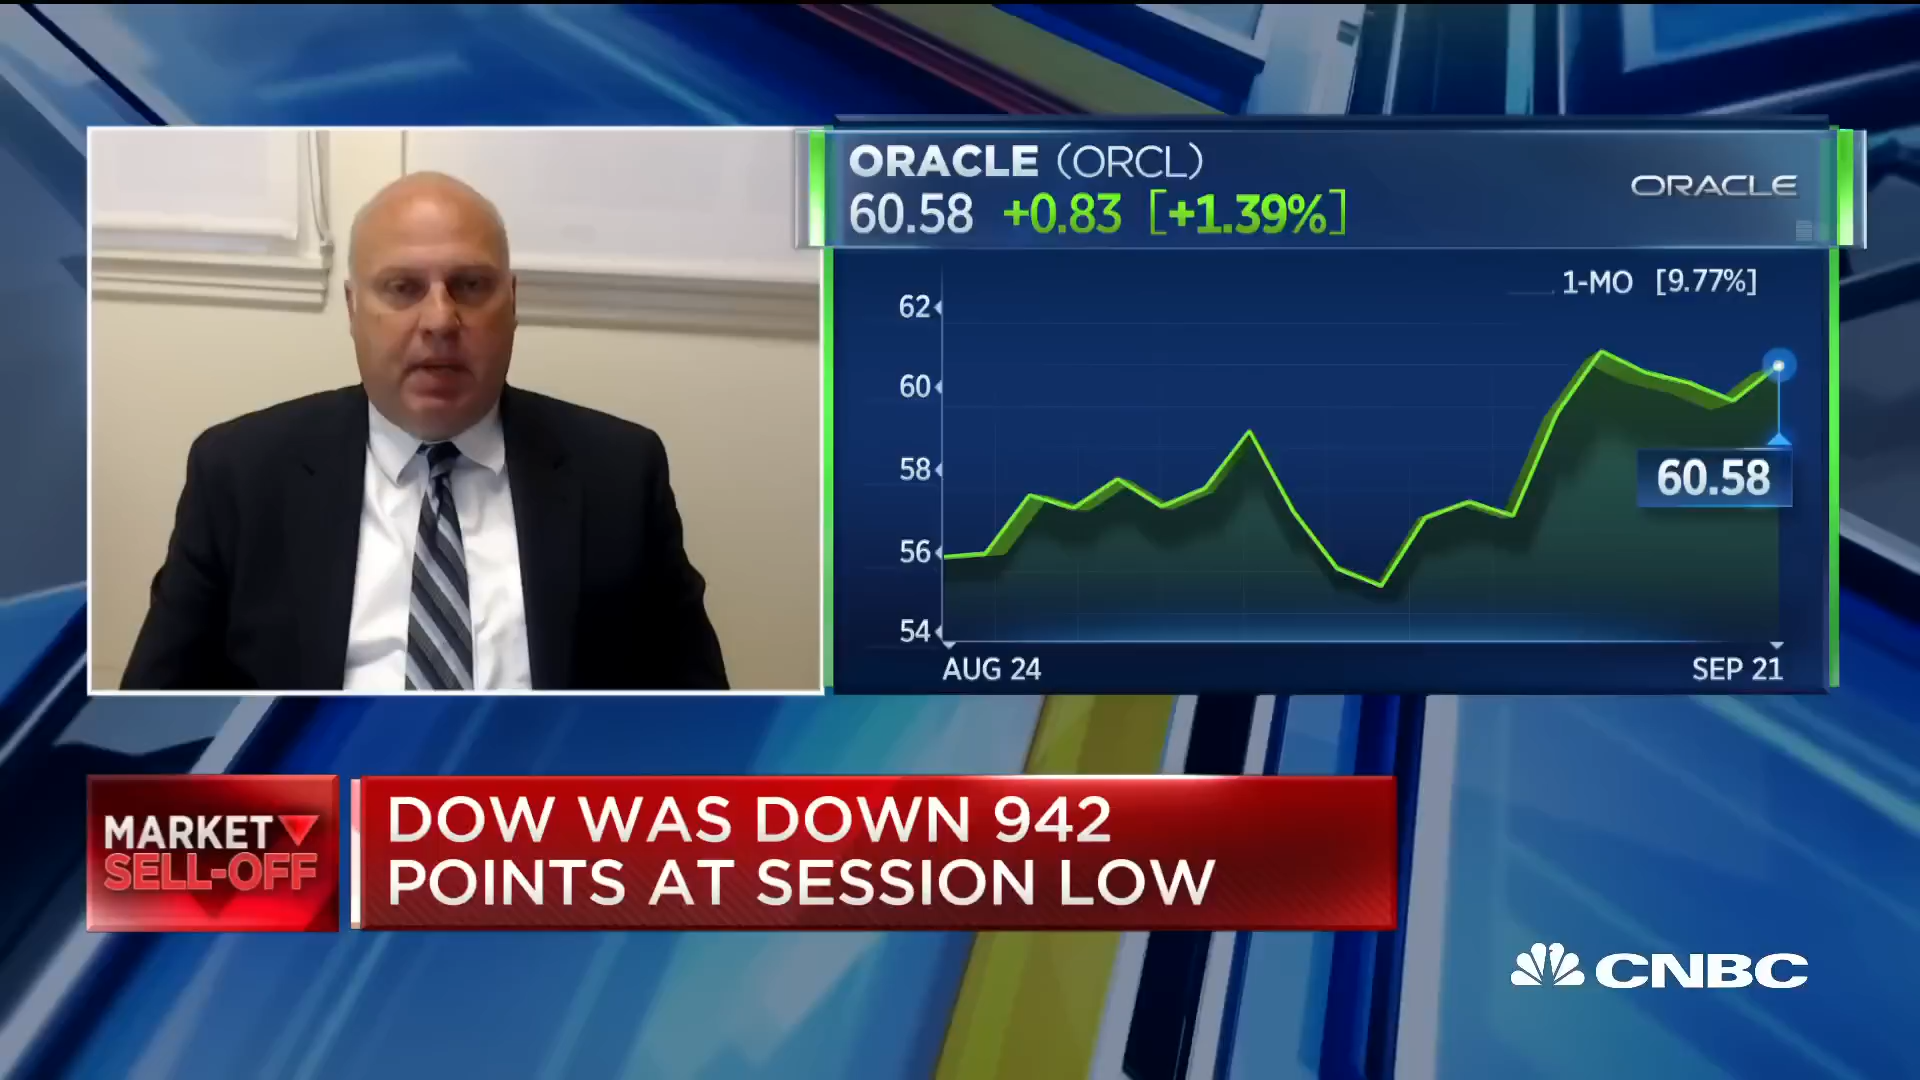 ORACLE (ORCL)
60.58 +0.83 [+1.39%]
ORACLE
1-MO [9.77%]
62
60
58
56
54
60.58
AUG 24
SEP 21
MARKET
SELL-OFF
DOW WAS DOWN 942
POINTS AT SESSION LOW
CNBC